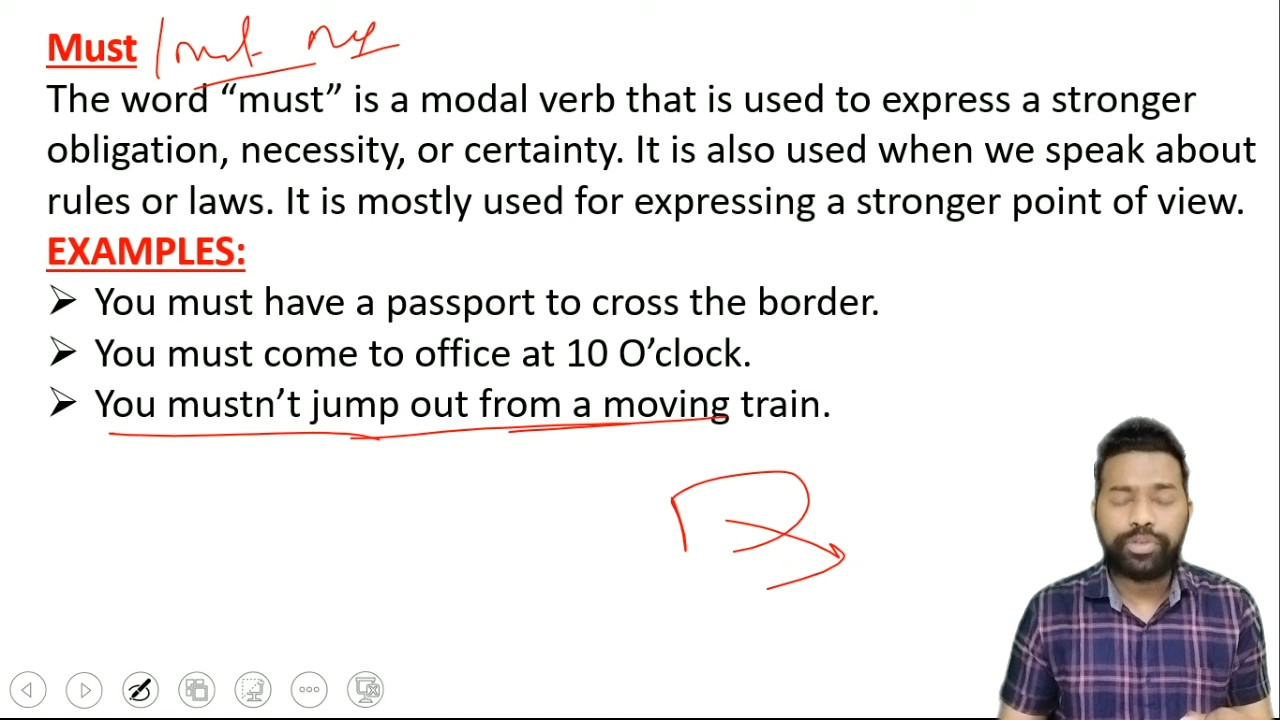 Must
The word “must” is a modal verb that is used to express a stronger
obligation, necessity, or certainty. It is also used when we speak about
rules or laws. It is mostly used for expressing a stronger point of view.
EXAMPLES:
➢ You must have a passport to cross the border.
➢ You must come to office at 10 O’clock.
➢ You mustn’t jump out from a moving train.